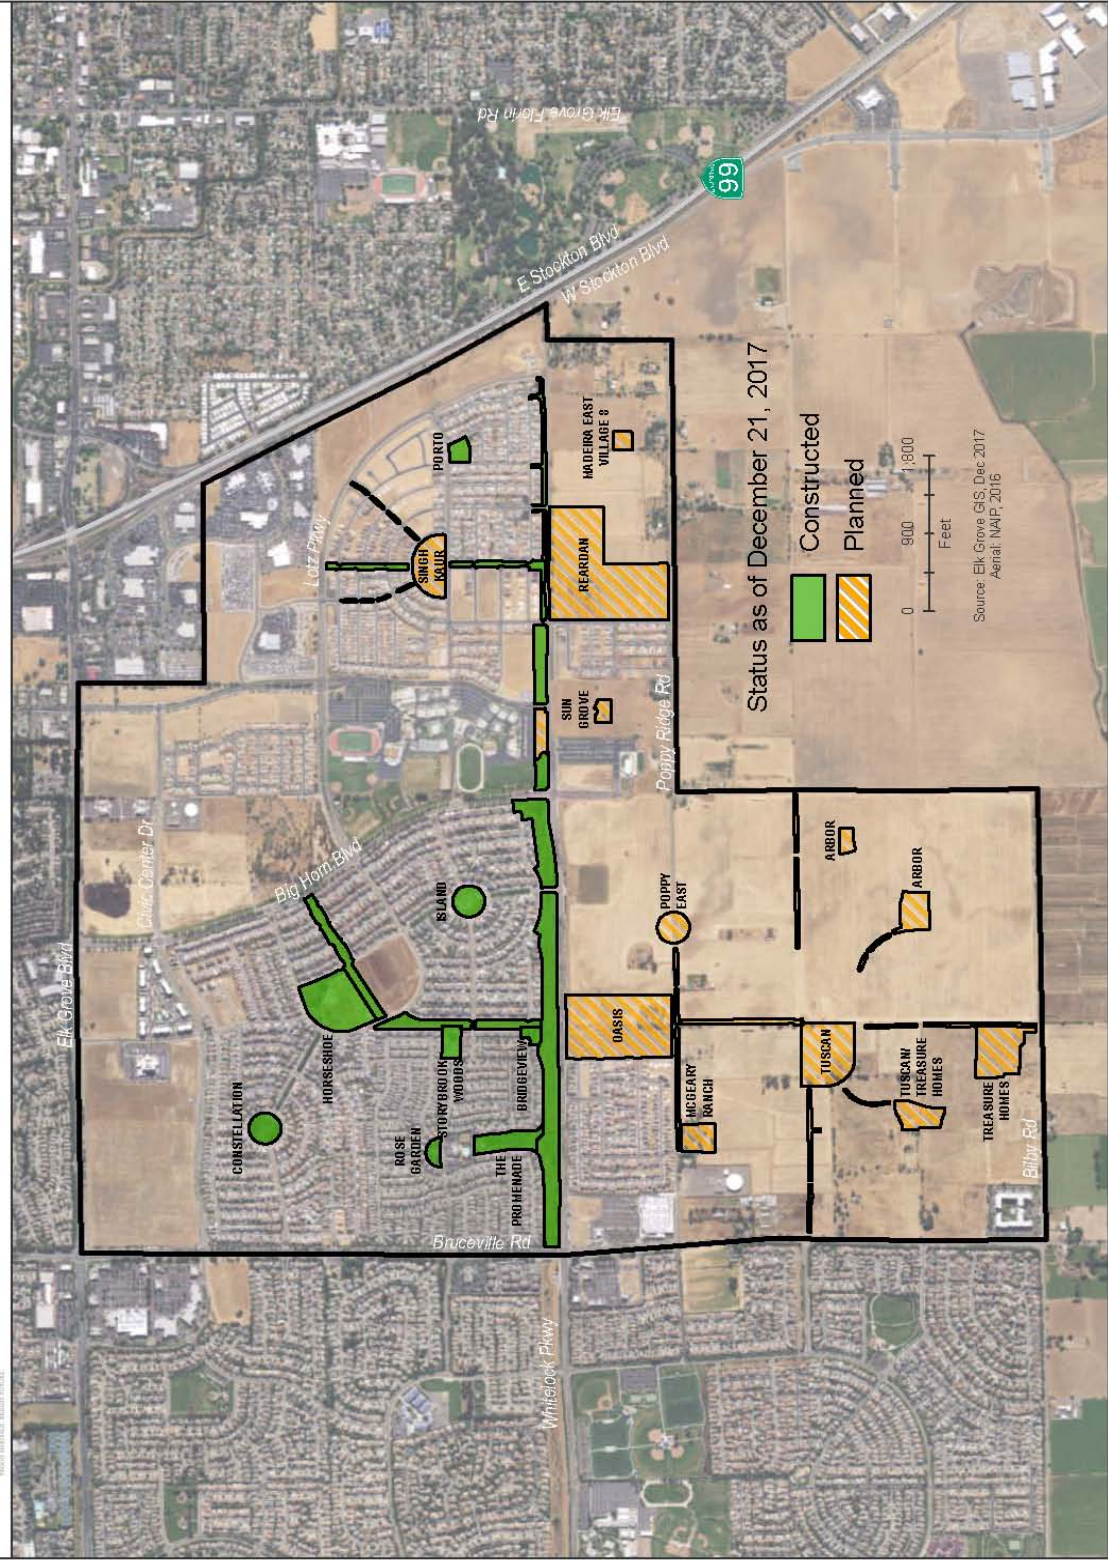 Elk Grove Blvd
Civic Center Dr
Big Horn Blvd
Lotz Pkwy
Elk Grove Florin Rd
E Stockton Blvd
W Stockton Blvd
99
CONSTELLATION
HORSESHOE
ISLAND
ROSE
GARDEN
STORYBROOK
WOODS
BRIDGEVIEW
THE
PROMENADE
Bruceville Rd
Whitelock Pkwy
SINGH
KAUR
PORTO
MADEIRA EAST
VILLAGE 8
REARDAN
SUN
GROVE
Poppy Ridge Rd
POPPY
EAST
OASIS
MCGEARY
RANCH
TUSCAN
ARBOR
ARBOR
TUSCAN/
TREASURE
HOMES
TREASURE
HOMES
Bilby Rd
Status as of December 21, 2017
Constructed
Planned
0 900 1,800
Feet
Source: Elk Grove GIS, Dec 2017
Aerial: NAIP, 2016